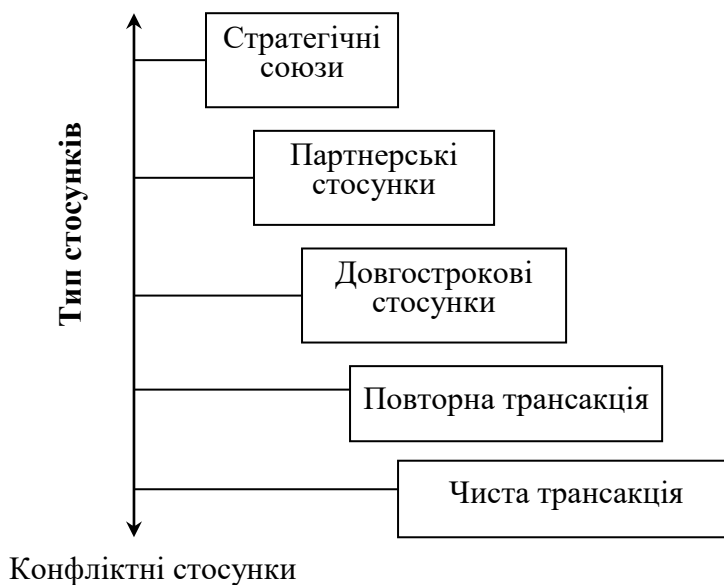 Стратегічні
союзи
Партнерські
стосунки
Довгострокові
стосунки
Повторна трансакція
Чиста трансакція
Тип стосунків
Конфліктні стосунки